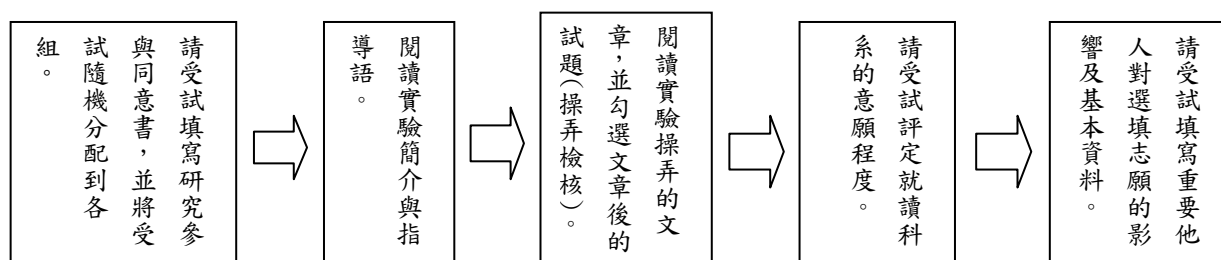 請受試填寫研究參
與同意書，並將受
試隨機分配到各
組。
閱讀實驗簡介與指
導語。
閱讀實驗操弄的文
章，並勾選文章後的
試題(操弄檢核)。
請受試評定就讀科
系的意願程度。
請受試填寫重要他
人對選填志願的影
響及基本資料。